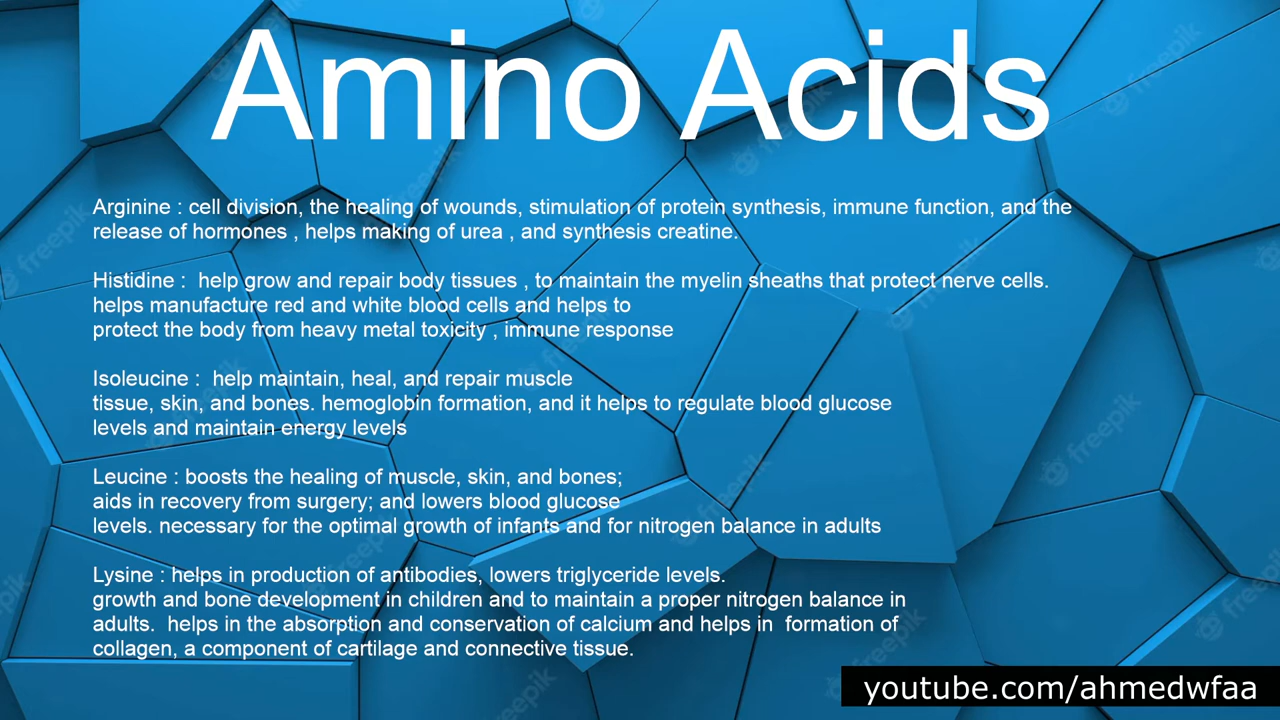 Amino Acids
Arginine : cell division, the healing of wounds, stimulation of protein synthesis, immune function, and the
release of hormones , helps making of urea , and synthesis creatine.
Histidine :  help grow and repair body tissues , to maintain the myelin sheaths that protect nerve cells.
helps manufacture red and white blood cells and helps to
protect the body from heavy metal toxicity , immune response
Isoleucine :  help maintain, heal, and repair muscle
tissue, skin, and bones. hemoglobin formation, and it helps to regulate blood glucose
levels and maintain energy levels
Leucine : boosts the healing of muscle, skin, and bones;
aids in recovery from surgery; and lowers blood glucose
levels. necessary for the optimal growth of infants and for nitrogen balance in adults
Lysine : helps in production of antibodies, lowers triglyceride levels.
growth and bone development in children and to maintain a proper nitrogen balance in
adults.  helps in the absorption and conservation of calcium and helps in  formation of
collagen, a component of cartilage and connective tissue.
youtube.com/ahmedwfaa